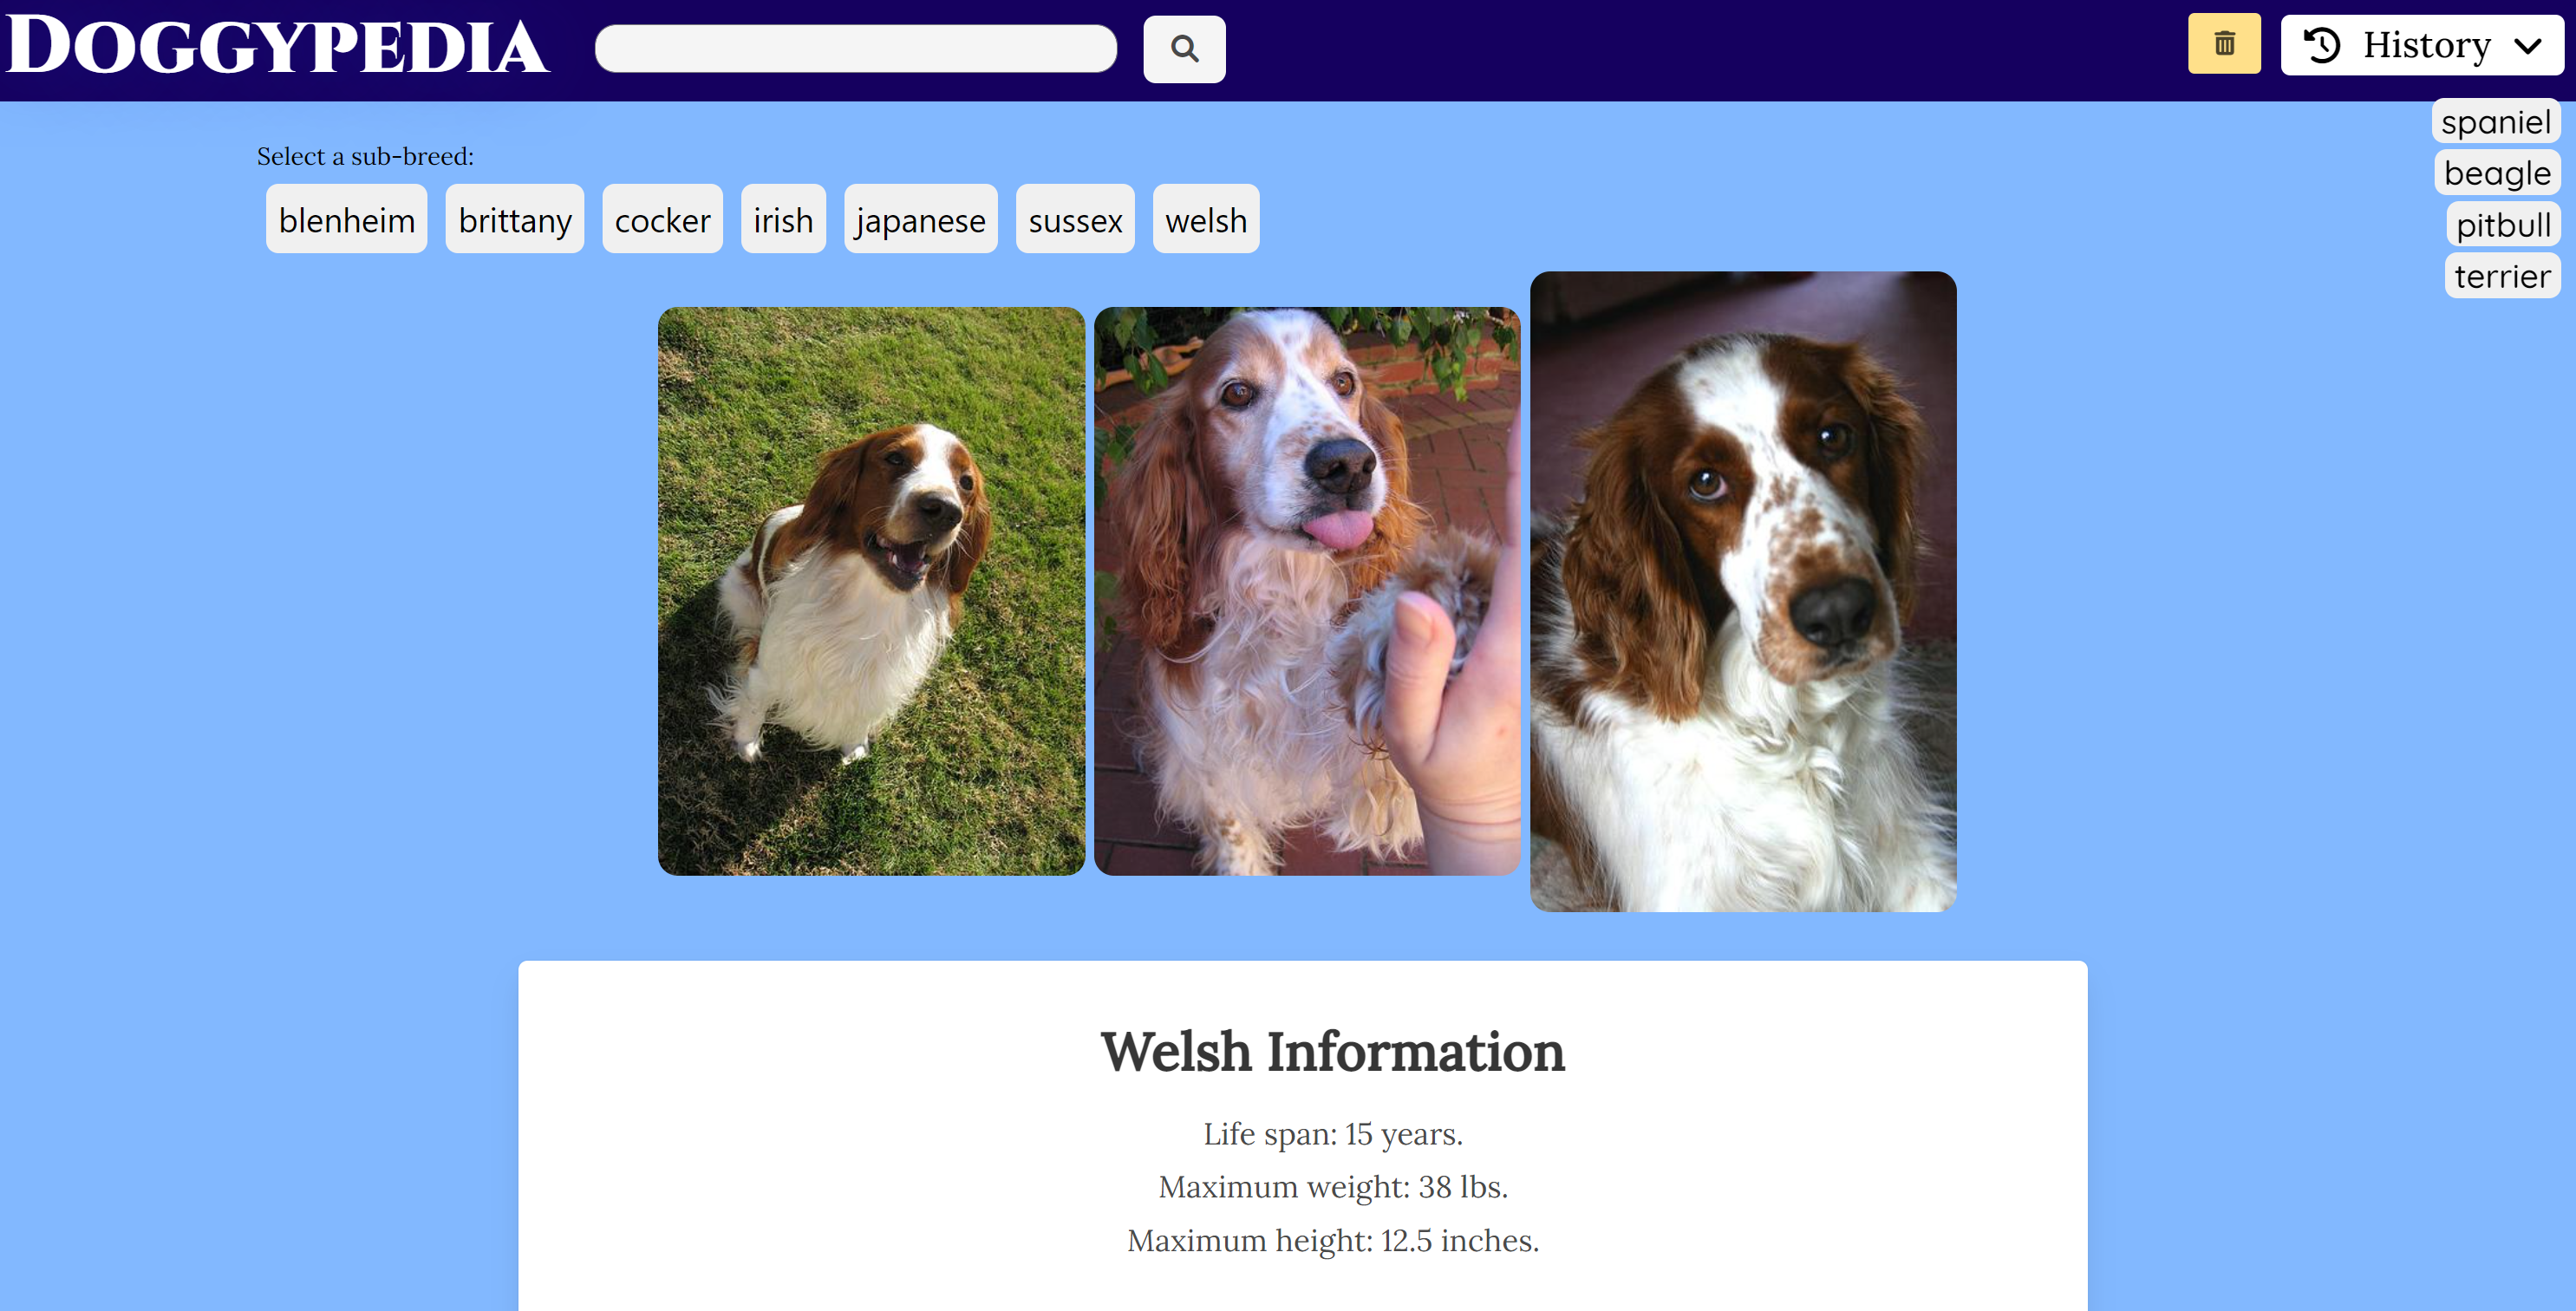 DOGGYPEDIA
History
spaniel
beagle
pitbull
terrier
Select a sub-breed:
blenheim brittany cocker irish japanese sussex welsh
Welsh Information
Life span: 15 years.
Maximum weight: 38 lbs.
Maximum height: 12.5 inches.